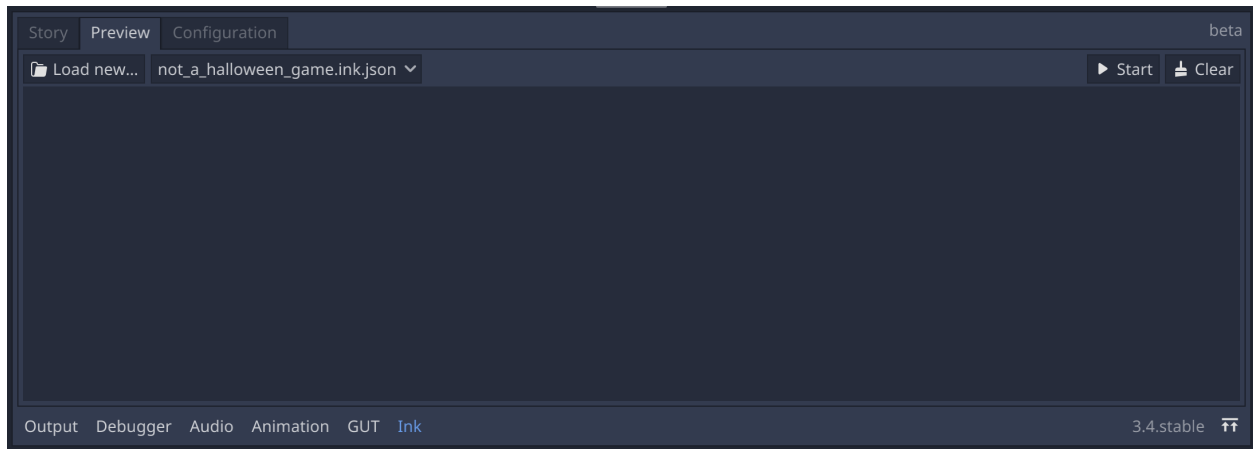 Story Preview Configuration beta
Load new... not_a_halloween_game.ink.json Start Clear
Output Debugger Audio Animation GUT Ink 3.4.stable